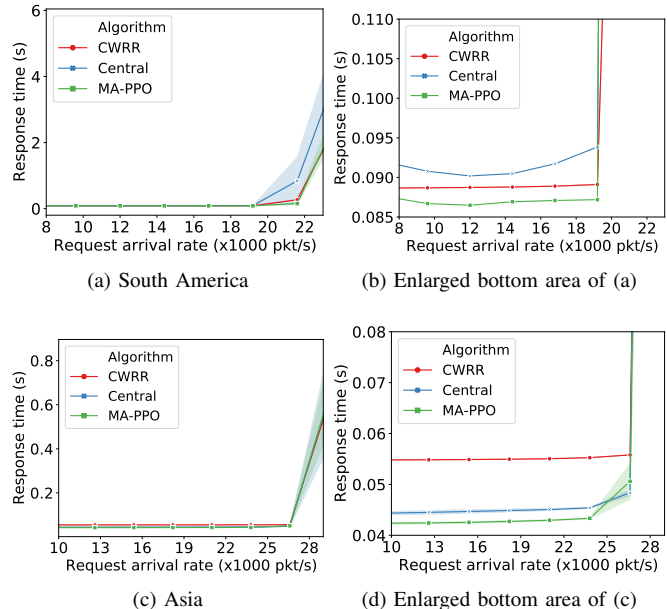 Response time (s)
6
4
2
0
Algorithm
CWRR
Central
MA-PPO
8 10 12 14 16 18 20 22
Request arrival rate (x1000 pkt/s)
(a) South America
Response time (s)
0.110
0.105
0.100
0.095
0.090
0.085
Algorithm
CWRR
Central
MA-PPO
8 10 12 14 16 18 20 22
Request arrival rate (x1000 pkt/s)
(b) Enlarged bottom area of (a)
Response time (s)
0.8
0.6
0.4
0.2
Algorithm
CWRR
Central
MA-PPO
10 13 16 19 22 25 28
Request arrival rate (x1000 pkt/s)
(c) Asia
Response time (s)
0.08
0.07
0.06
0.05
0.04
Algorithm
CWRR
Central
MA-PPO
10 13 16 19 22 25 28
Request arrival rate (x1000 pkt/s)
(d) Enlarged bottom area of (c)